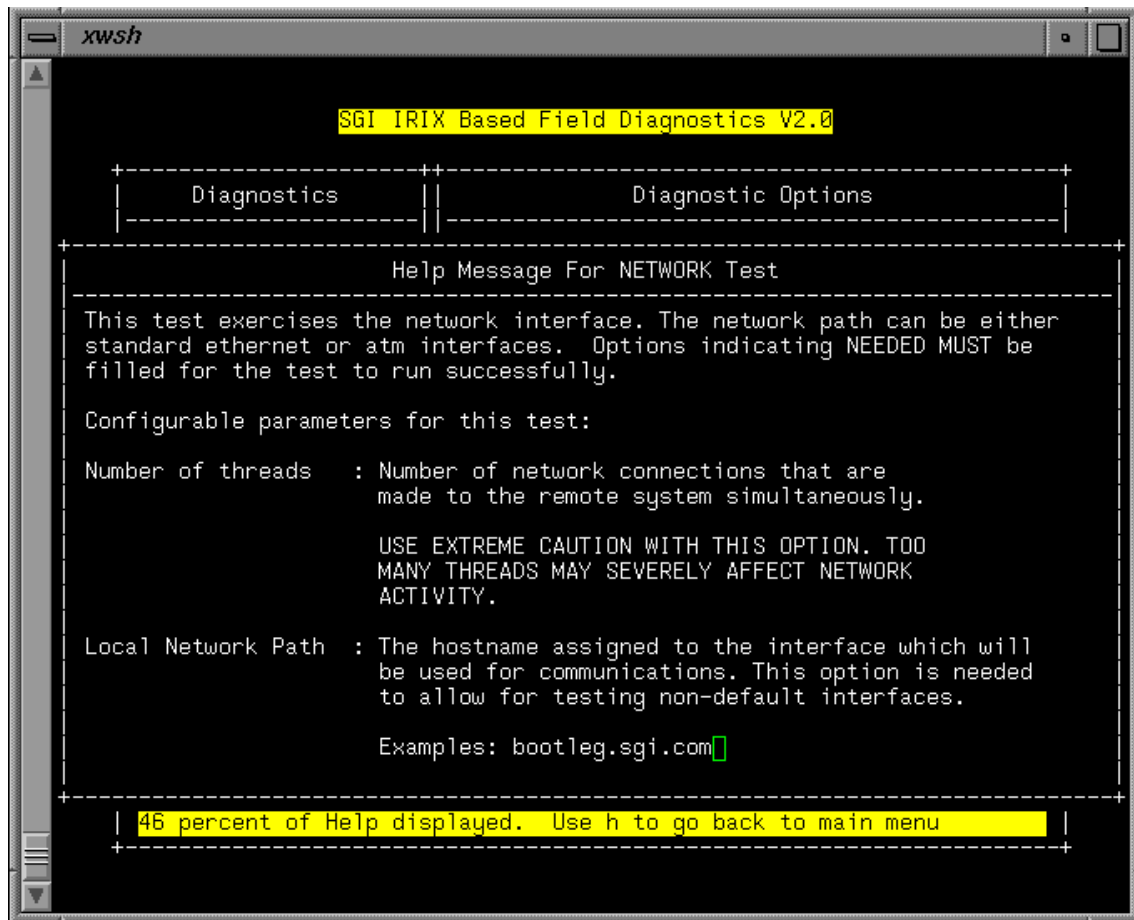 xwsh
SGI IRIX Based Field Diagnostics V2.0
Diagnostics
Diagnostic Options
Help Message For NETWORK Test
This test exercises the network interface. The network path can be either
standard ethernet or atm interfaces.  Options indicating NEEDED MUST be
filled for the test to run successfully.
Configurable parameters for this test:
Number of threads   : Number of network connections that are
made to the remote system simultaneously.
USE EXTREME CAUTION WITH THIS OPTION. TOO
MANY THREADS MAY SEVERELY AFFECT NETWORK
ACTIVITY.
Local Network Path  : The hostname assigned to the interface which will
be used for communications. This option is needed
to allow for testing non-default interfaces.
Examples: bootleg.sgi.com
46 percent of Help displayed.  Use h to go back to main menu